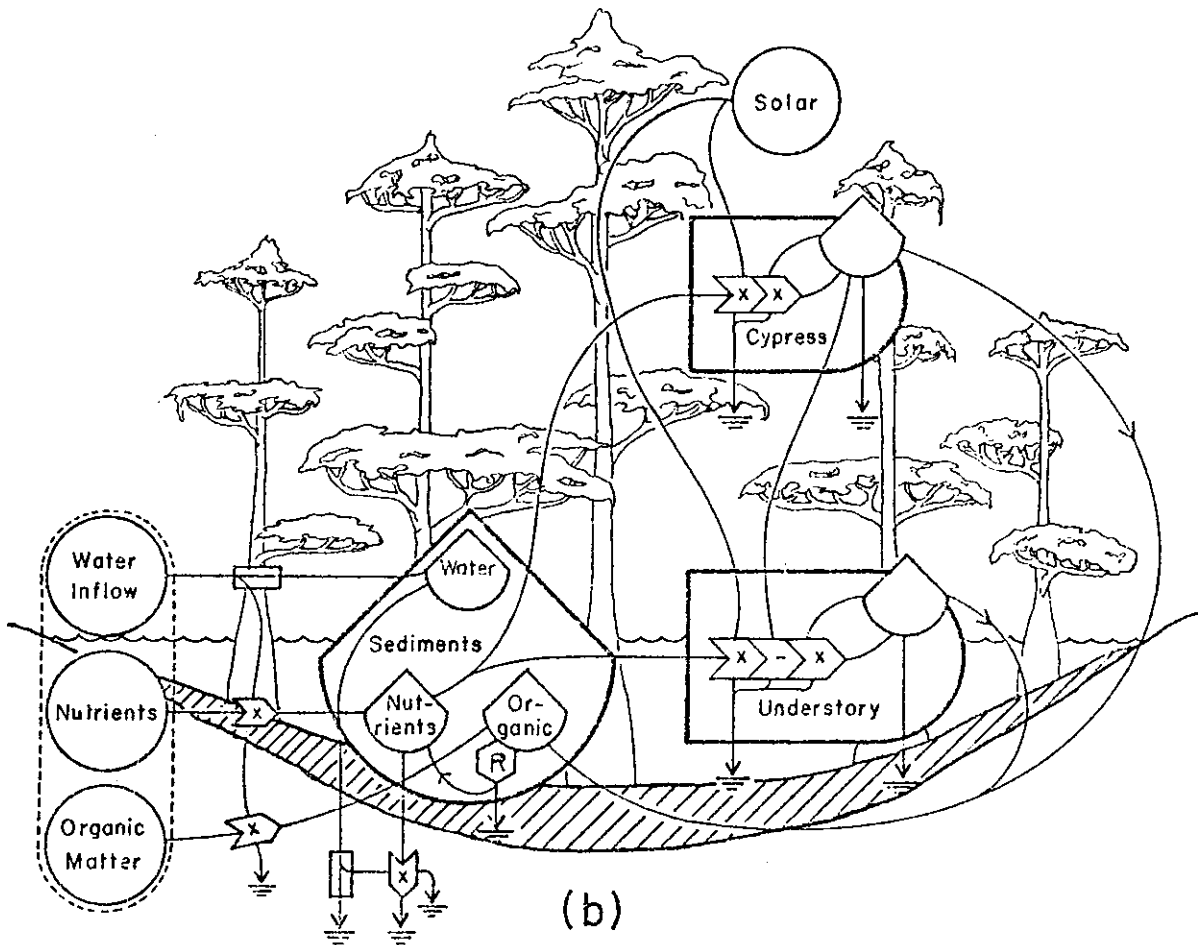 Solar
x x
Cypress
Water
Inflow
Water
Sediments
x - x
Nutrients
x
Nut-
rients
Or-
ganic
Understory
R
Organic
Matter
x
x
(b)